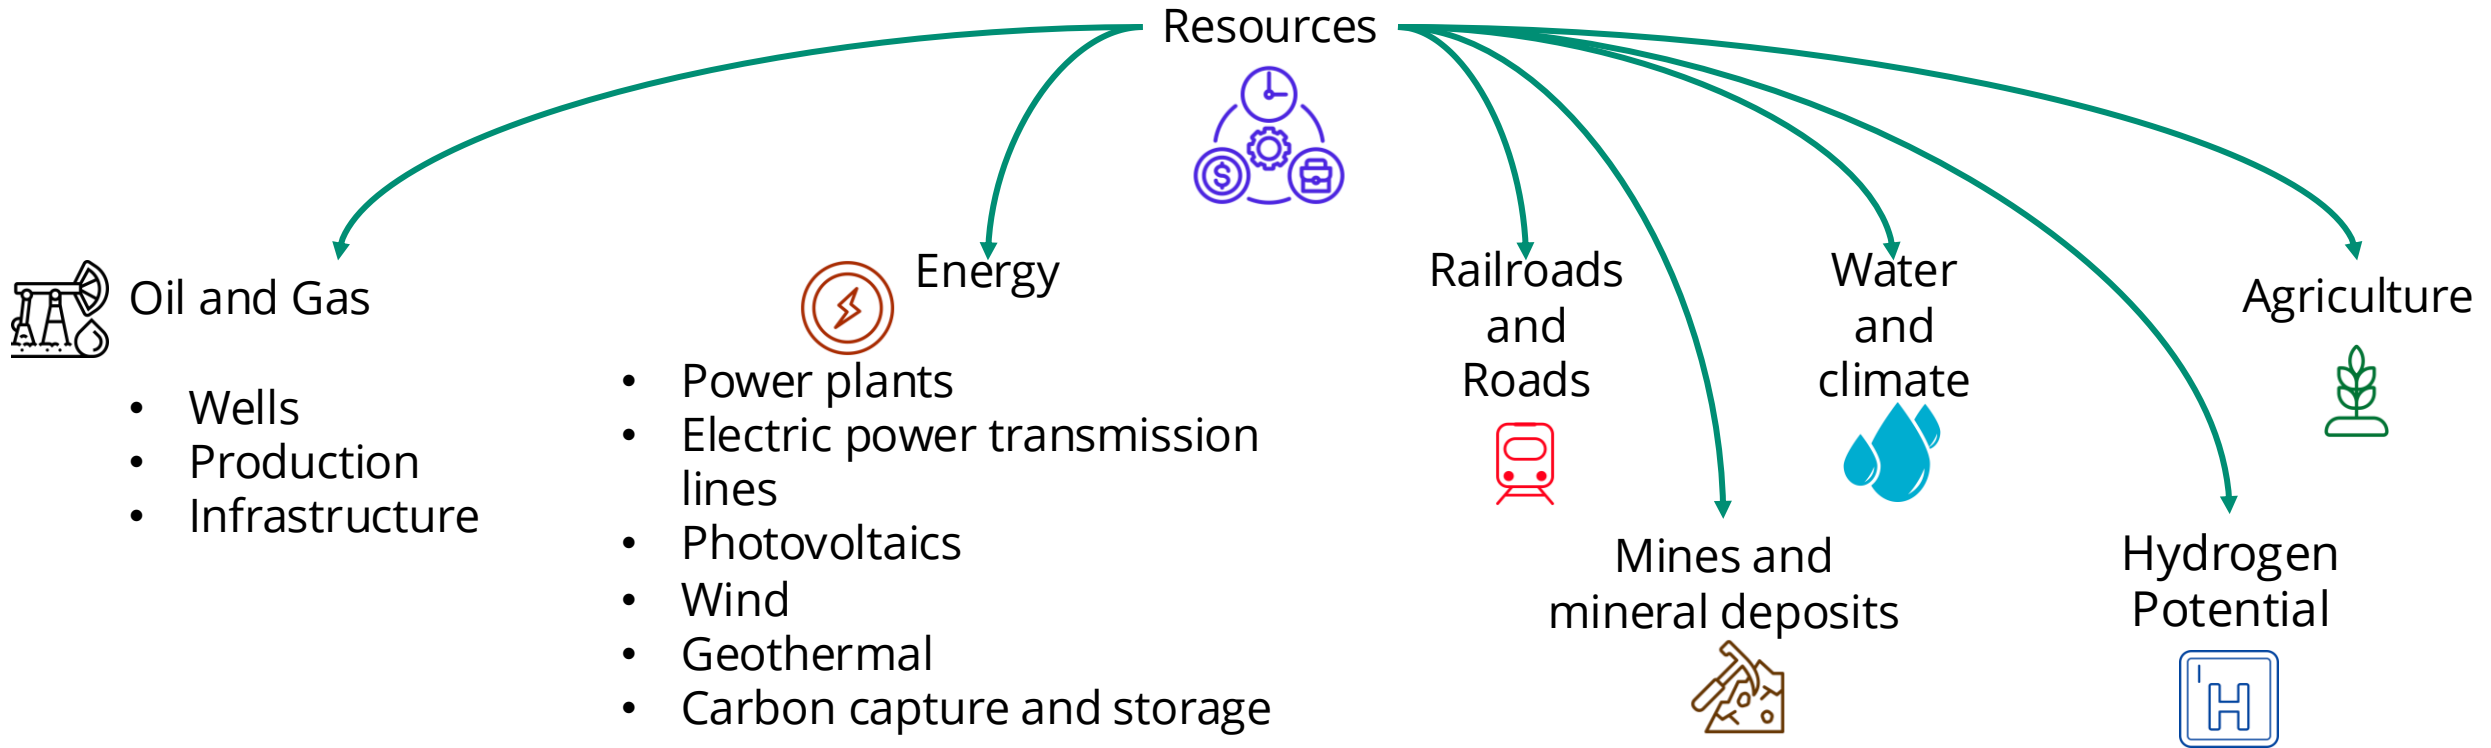 Resources
Oil and Gas
• Wells
• Production
• Infrastructure
Energy
• Power plants
• Electric power transmission
lines
• Photovoltaics
• Wind
• Geothermal
• Carbon capture and storage
Railroads
and
Roads
Mines and
mineral deposits
Water
and
climate
Hydrogen
Potential
1
H
Agriculture
$